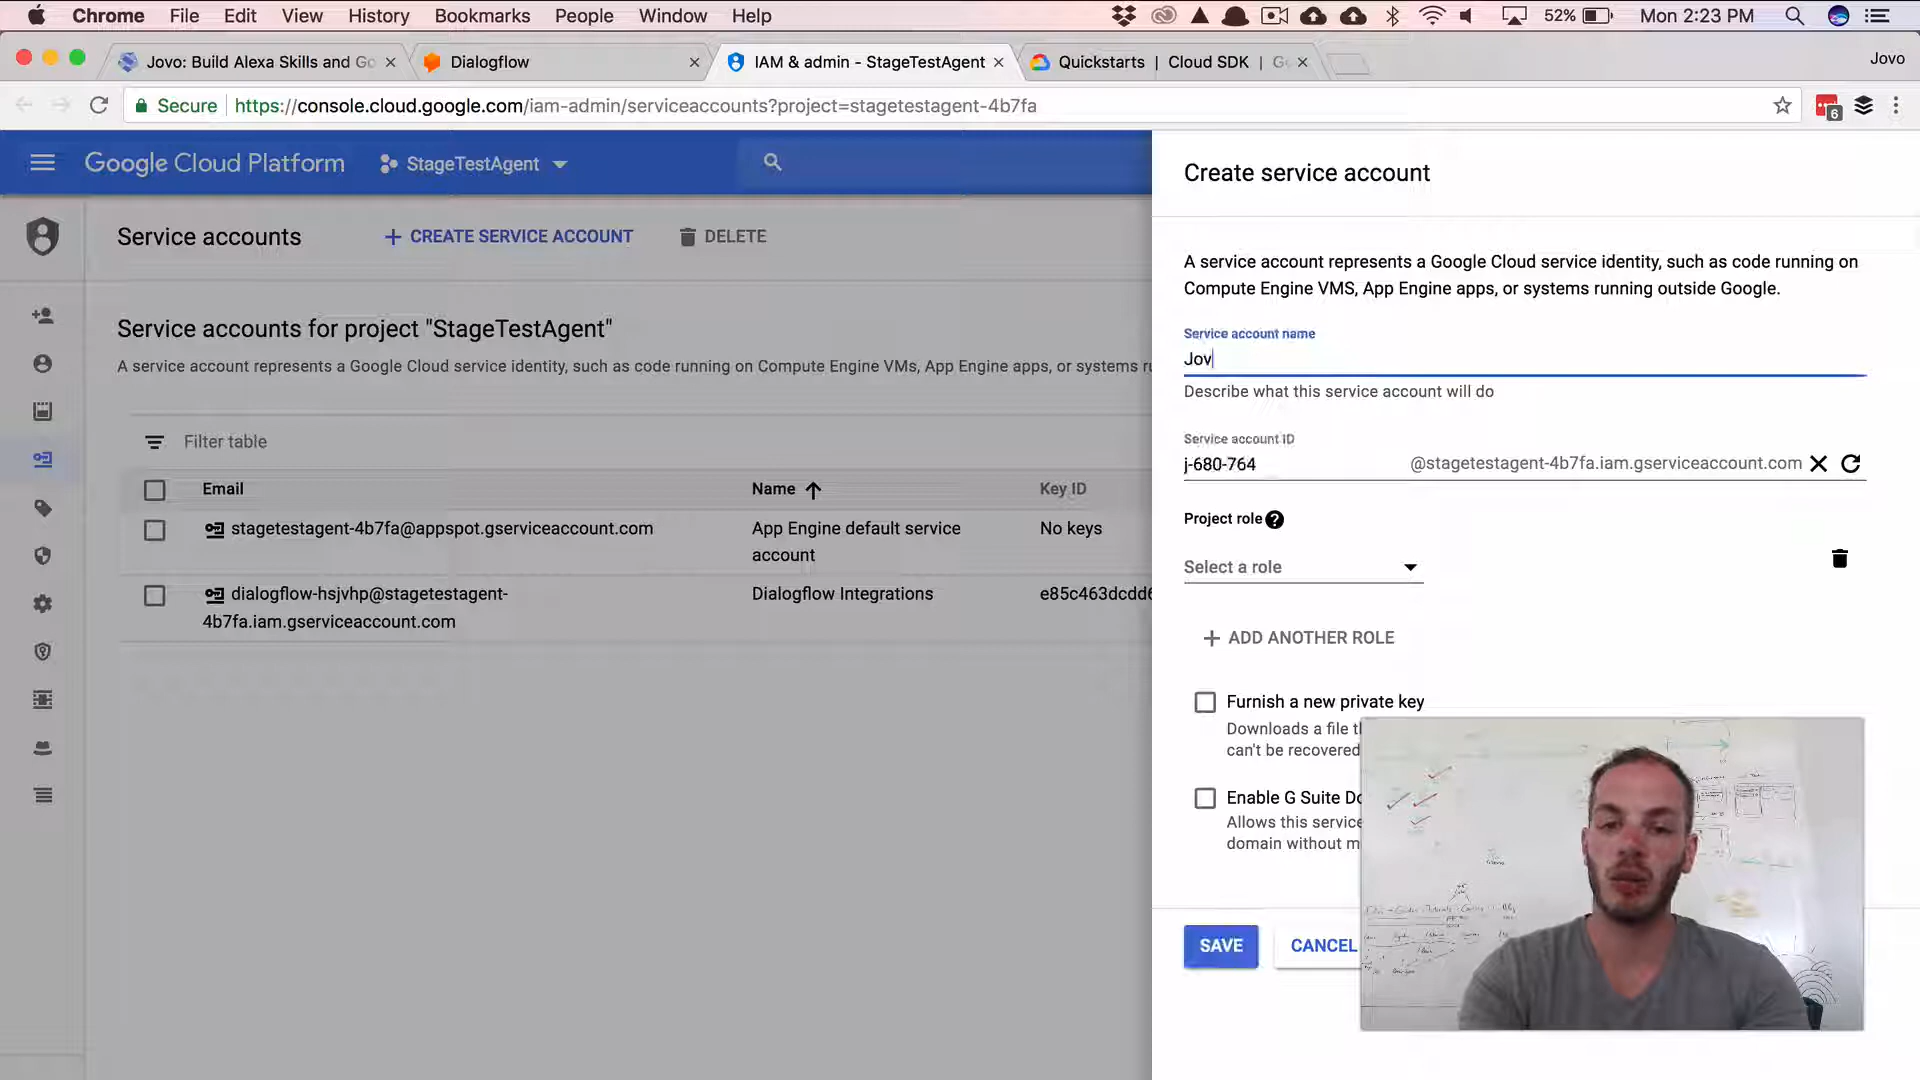 Chrome File Edit View History Bookmarks People Window Help 52% Mon 2:23 PM
Jovo: Build Alexa Skills and Go
Dialogflow
IAM & admin - StageTestAgent
Quickstarts | Cloud SDK | G
Jovo
Secure https://console.cloud.google.com/iam-admin/serviceaccounts?project=stagetestagent-4b7fa
6
Google Cloud Platform
StageTestAgent
Service accounts
CREATE SERVICE ACCOUNT
DELETE
Service accounts for project "StageTestAgent"
A service account represents a Google Cloud service identity, such as code running on Compute Engine VMs, App Engine apps, or systems r
Filter table
Email Name Key ID
stagetestagent-4b7fa@appspot.gserviceaccount.com App Engine default service No keys
account
dialogflow-hsjvhp@stagetestagent- Dialogflow Integrations e85c463dcdd6
4b7fa.iam.gserviceaccount.com
Create service account
A service account represents a Google Cloud service identity, such as code running on
Compute Engine VMS, App Engine apps, or systems running outside Google.
Service account name
Jov
Describe what this service account will do
Service account ID
j-680-764 @stagetestagent-4b7fa.iam.gserviceaccount.com
Project role
Select a role
ADD ANOTHER ROLE
Furnish a new private key
Downloads a file t
can't be recovered
Enable G Suite Do
Allows this service
domain without m
SAVE CANCEL